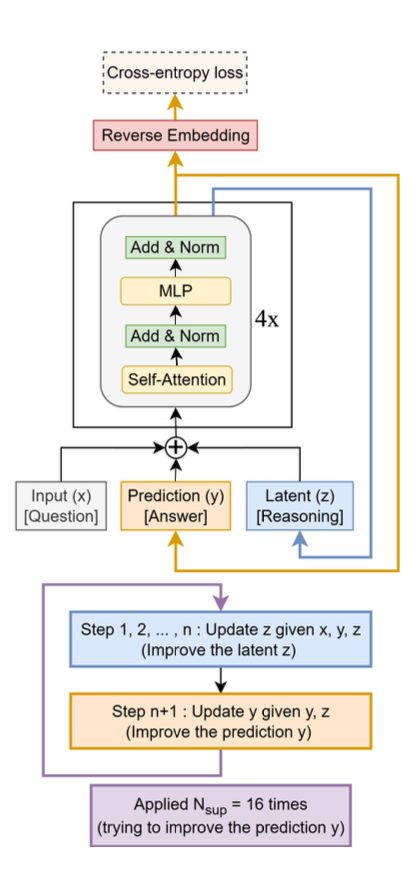 Cross-entropy loss
Reverse Embedding
Add & Norm
MLP
4x
Add & Norm
Self-Attention
+
Input (x)
[Question]
Prediction (y)
[Answer]
Latent (z)
[Reasoning]
Step 1, 2, ... , n : Update z given x, y, z
(Improve the latent z)
Step n+1 : Update y given y, z
(Improve the prediction y)
Applied Nsup = 16 times
(trying to improve the prediction y)